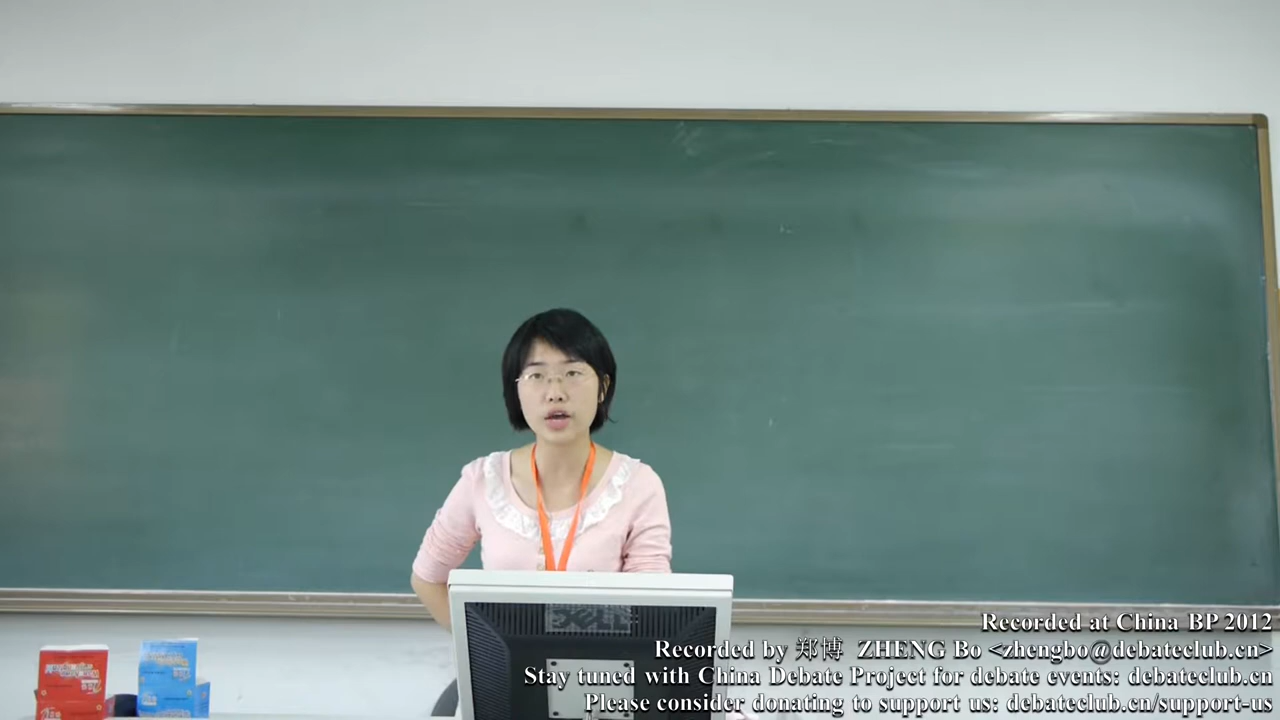 Recorded at China BP 2012
Recorded by 郑博 ZHENG Bo <zhengbo@debateclub.cn>
Stay tuned with China Debate Project for debate events: debateclub.cn
Please consider donating to support us: debateclub.cn/support-us